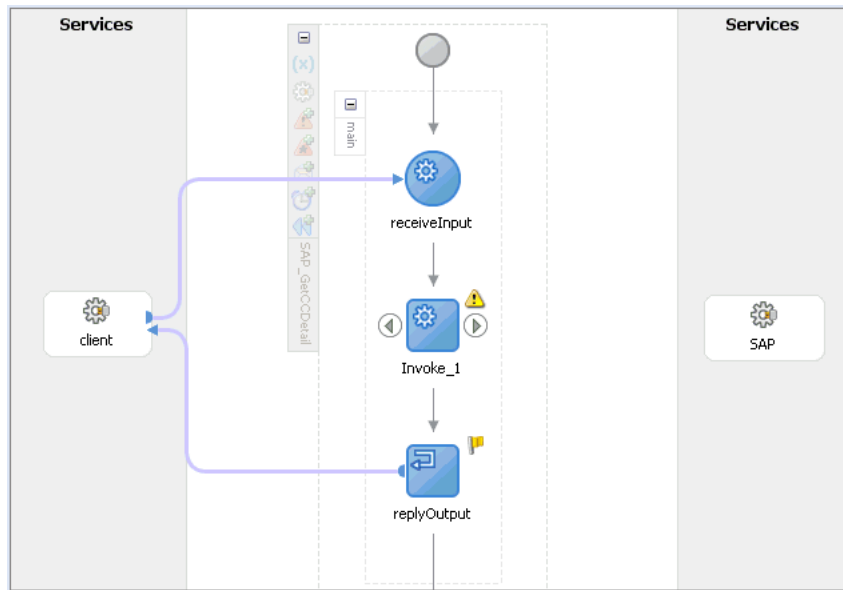 Services
Services
(x)
main
receiveInput
SAP_GetCCDetail
client
SAP
Invoke_1
replyOutput